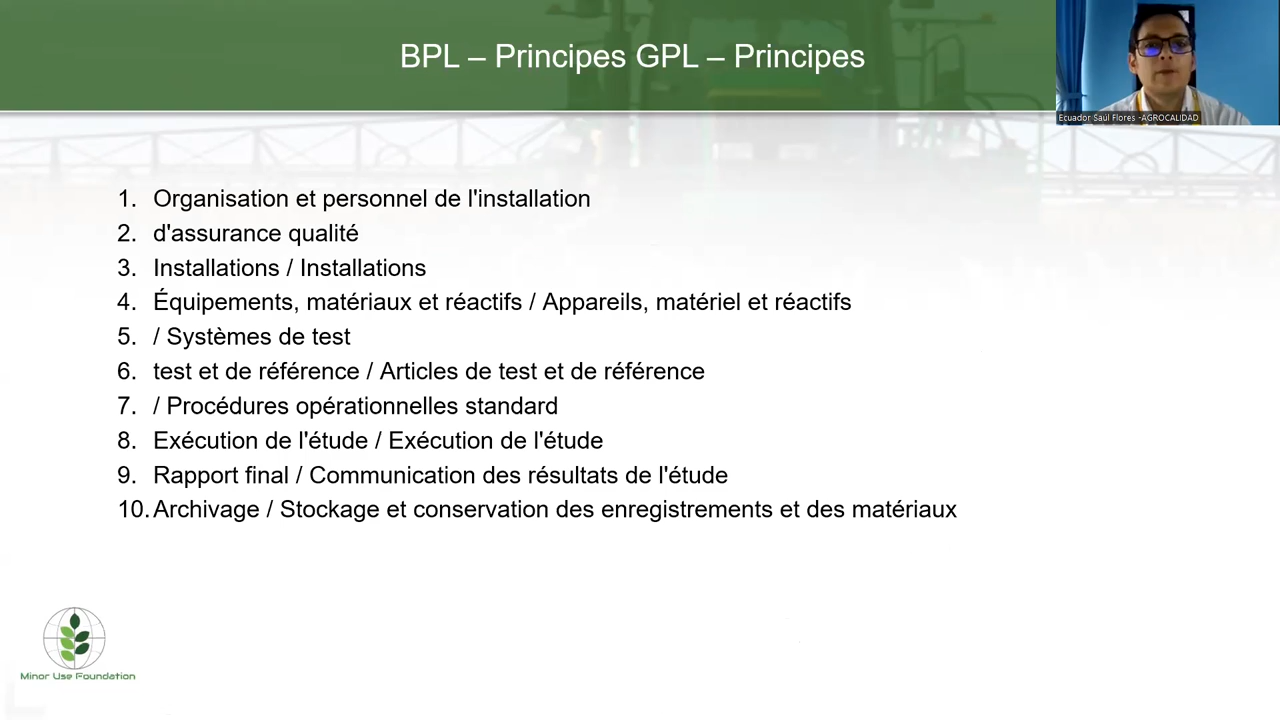 BPL – Principes GPL – Principes
Ecuador Saul Flores -AGROCALIDAD
1. Organisation et personnel de l'installation
2. d'assurance qualité
3. Installations / Installations
4. Équipements, matériaux et réactifs / Appareils, matériel et réactifs
5. / Systèmes de test
6. test et de référence / Articles de test et de référence
7. / Procédures opérationnelles standard
8. Exécution de l'étude / Exécution de l'étude
9. Rapport final / Communication des résultats de l'étude
10. Archivage / Stockage et conservation des enregistrements et des matériaux
Minor Use Foundation